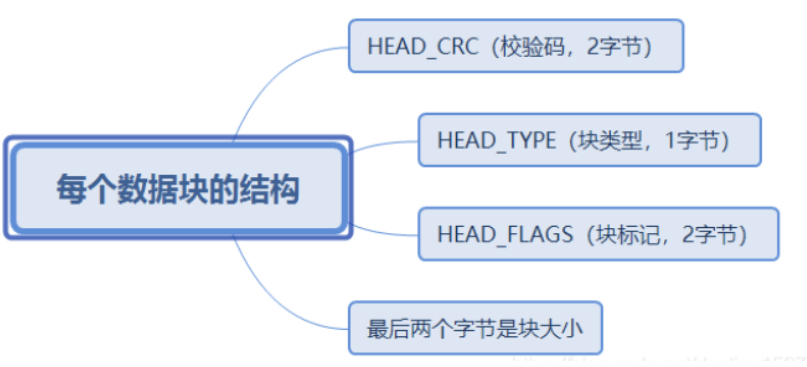 HEAD_CRC（校验码，2字节）
HEAD_TYPE（块类型，1字节）
每个数据块的结构
HEAD_FLAGS（块标记，2字节）
最后两个字节是块大小